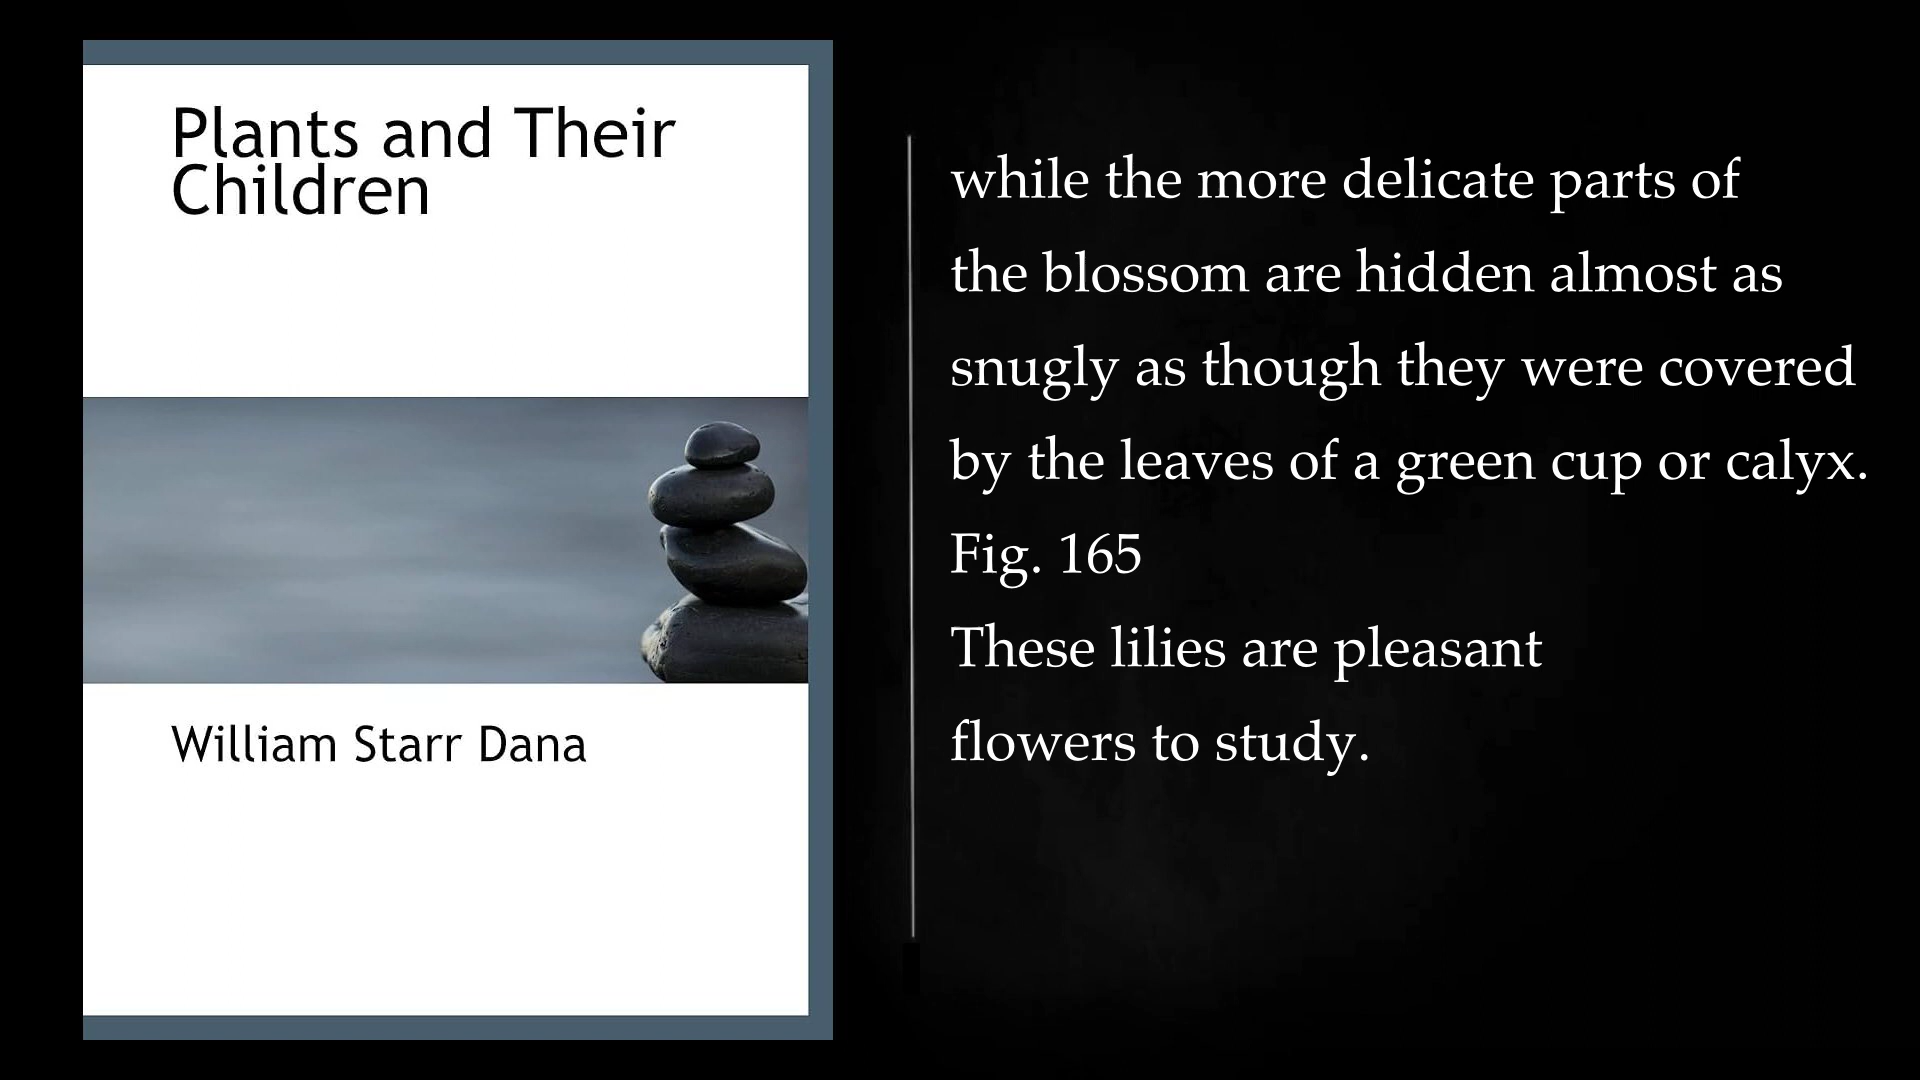 Plants and Their
Children
William Starr Dana
while the more delicate parts of
the blossom are hidden almost as
snugly as though they were covered
by the leaves of a green cup or calyx.
Fig. 165
These lilies are pleasant
flowers to study.